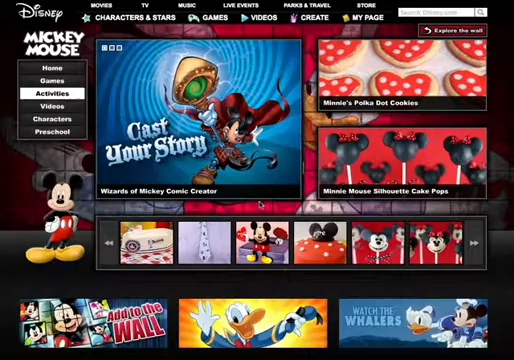 MOVIES TV MUSIC LIVE EVENTS PARKS & TRAVEL STORE
Disney CHARACTERS & STARS GAMES VIDEOS CREATE MY PAGE Search Disney.com
Explore the wall
MICKEY
MOUSE
Home
Games
Activities
Videos
Characters
Preschool
Cast
Your Story
Wizards of Mickey Comic Creator
Minnie's Polka Dot Cookies
Minnie Mouse Silhouette Cake Pops
Add to the
WALL
WATCH THE
WHALERS